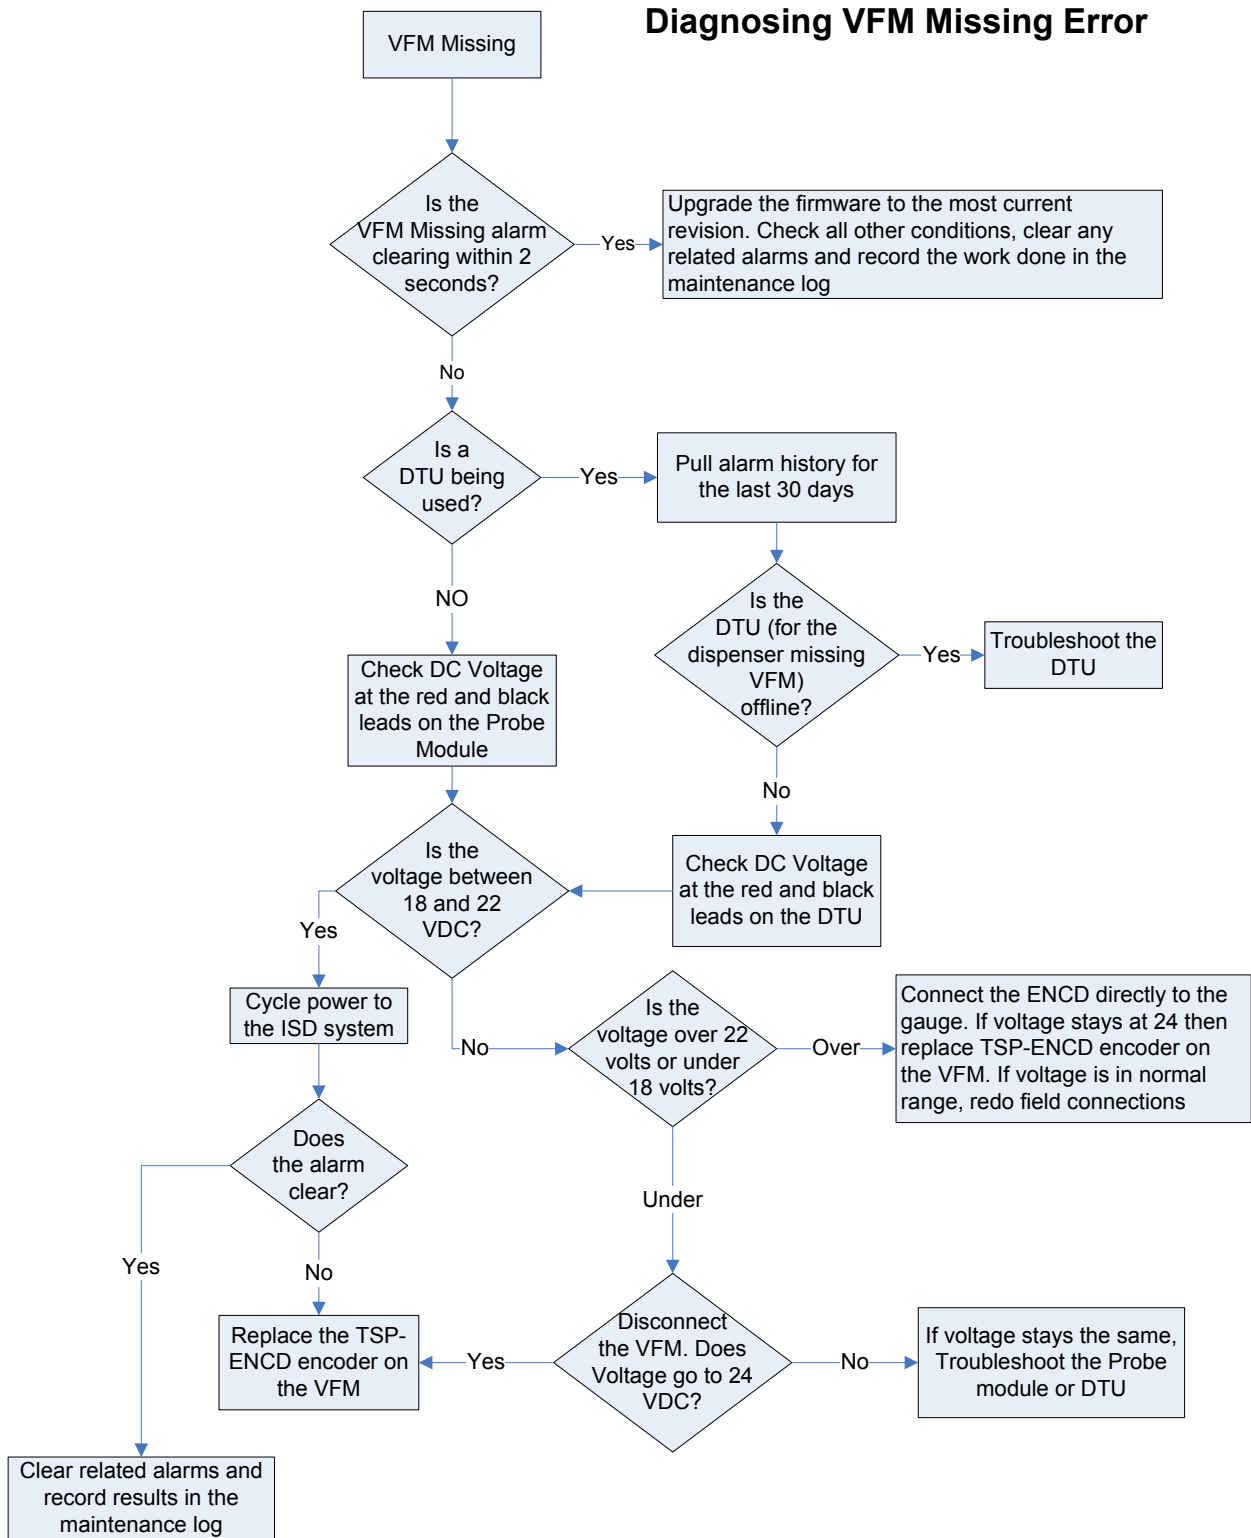 Diagnosing VFM Missing Error
VFM Missing
Is the
VFM Missing alarm
clearing within 2
seconds?
Yes
Upgrade the firmware to the most current
revision. Check all other conditions, clear any
related alarms and record the work done in the
maintenance log
No
Is a
DTU being
used?
Yes
Pull alarm history for
the last 30 days
NO
Is the
DTU (for the
dispenser missing
VFM)
offline?
Yes
Troubleshoot the
DTU
Check DC Voltage
at the red and black
leads on the Probe
Module
No
Is the
voltage between
18 and 22
VDC?
Check DC Voltage
at the red and black
leads on the DTU
Yes
Cycle power to
the ISD system
No
Is the
voltage over 22
volts or under
18 volts?
Over
Connect the ENCD directly to the
gauge. If voltage stays at 24 then
replace TSP-ENCD encoder on
the VFM. If voltage is in normal
range, redo field connections
Does
the alarm
clear?
Under
Yes
No
Replace the TSP-
ENCD encoder on
the VFM
Yes
Disconnect
the VFM. Does
Voltage go to 24
VDC?
No
If voltage stays the same,
Troubleshoot the Probe
module or DTU
Clear related alarms and
record results in the
maintenance log